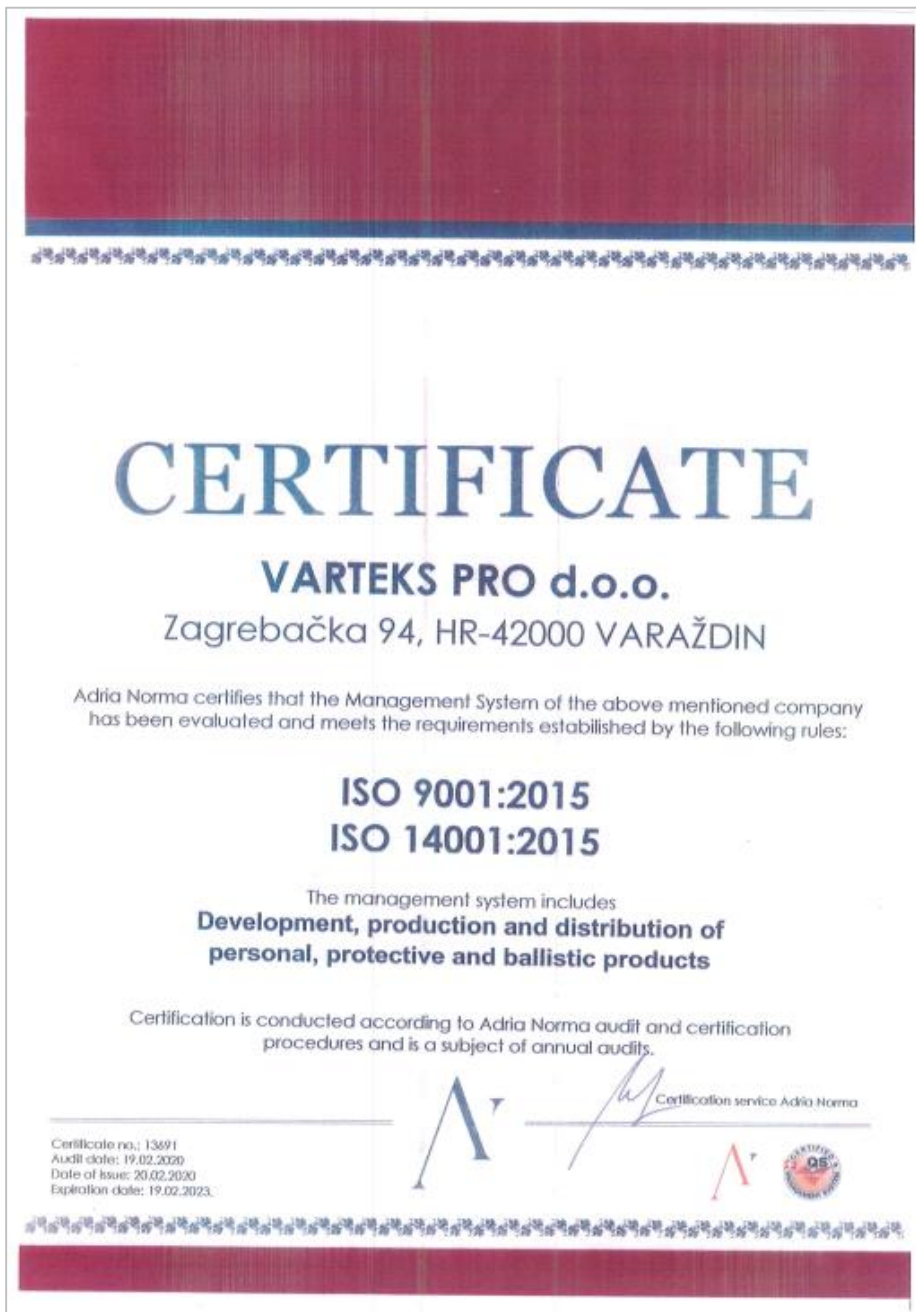 CERTIFICATE
VARTEKS PRO d.o.o.
Zagrebačka 94, HR-42000 VARAŽDIN
Adria Norma certifies that the Management System of the above mentioned company
has been evaluated and meets the requirements estabilished by the following rules:
ISO 9001:2015
ISO 14001:2015
The management system includes
Development, production and distribution of
personal, protective and ballistic products
Certification is conducted according to Adria Norma audit and certification
procedures and is a subject of annual audits.
Certification service Adria Norma
Certificate no.: 13691
Audit date: 19.02.2020
Date of issue: 20.02.2020
Expiration date: 19.02.2023.
CERTIFIED
QS